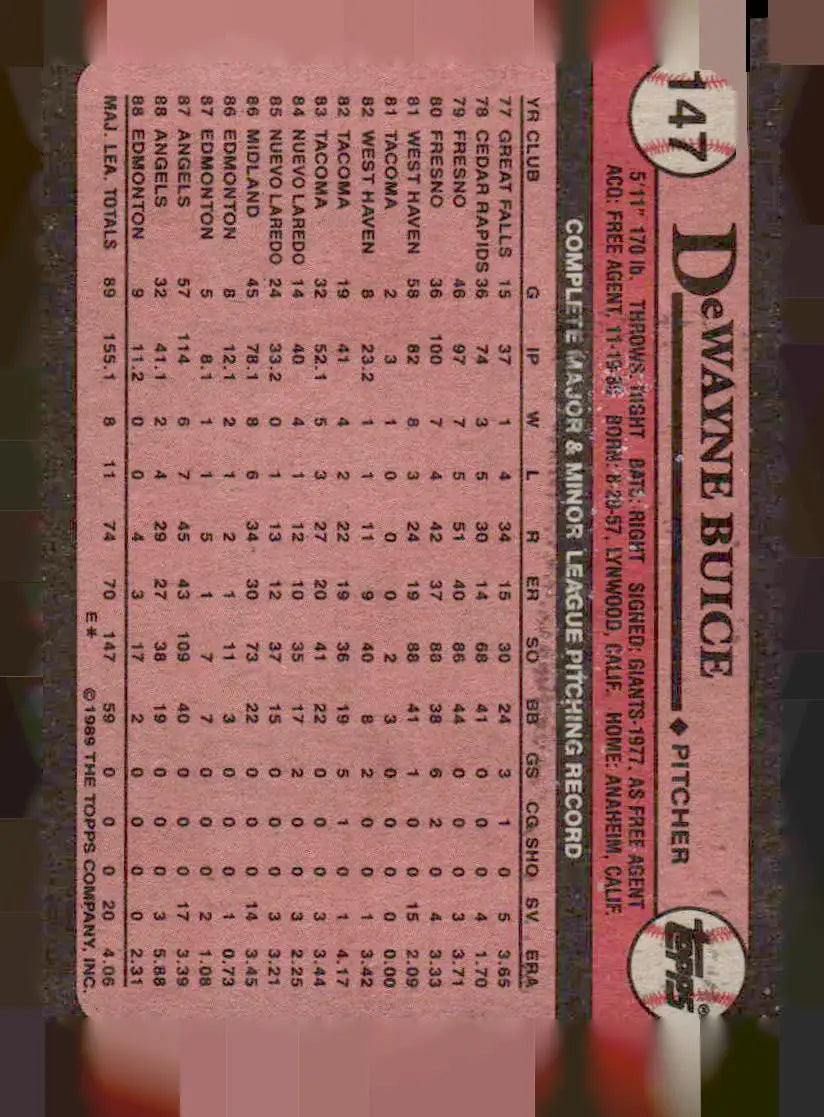 147
DeWAYNE BUICE ◆ PITCHER
TOPPS ®
5'11" 170 lb. THROWS: RIGHT BATS: RIGHT SIGNED: GIANTS-1977. AS FREE AGENT
ACQ: FREE AGENT, BORN: 8-20-57, LYNWOOD, CALIF. HOME: ANAHEIM, CALIF.
COMPLETE MAJOR & MINOR LEAGUE PITCHING RECORD
YR CLUB G IP W L R ER SO BB GS CG SHO SV. ERA
77 GREAT FALLS 15 37 1 4 34 15 30 24 3 1 0 5 3.65
78 CEDAR RAPIDS 36 74 3 5 30 14 68 41 0 0 0 4 1.70
79 FRESNO 46 97 7 5 51 40 86 44 0 0 0 3 3.71
80 FRESNO 36 100 7 4 42 37 88 38 6 2 0 4 3.33
81 WEST HAVEN 58 82 8 3 24 19 88 41 1 0 0 15 2.09
81 TACOMA 2 3 1 0 0 0 2 3 0 0 0 0 0.00
82 WEST HAVEN 8 23.2 1 1 11 9 40 8 2 0 0 1 3.42
82 TACOMA 19 41 4 2 22 19 36 19 5 1 0 1 4.17
83 TACOMA 32 52.1 5 3 27 20 41 22 0 0 0 3 3.44
84 NUEVO LAREDO 14 40 4 1 12 10 35 17 2 0 0 3 2.25
85 NUEVO LAREDO 24 33.2 0 1 13 12 37 15 0 0 0 3 3.21
86 MIDLAND 45 78.1 8 6 34 30 73 22 0 0 0 14 3.45
86 EDMONTON 8 12.1 2 1 2 1 11 3 0 0 0 1 0.73
87 EDMONTON 5 8.1 1 1 5 1 7 7 0 0 0 2 1.08
87 ANGELS 57 114 6 7 45 43 109 40 0 0 0 17 3.39
88 ANGELS 32 41.1 2 4 29 27 38 19 0 0 0 3 5.88
88 EDMONTON 9 11.2 0 0 4 3 17 2 0 0 0 0 2.31
MAJ. LEA. TOTALS 89 155.1 8 11 74 70 147 59 0 0 0 20 4.06
E* ©1989 THE TOPPS COMPANY, INC.